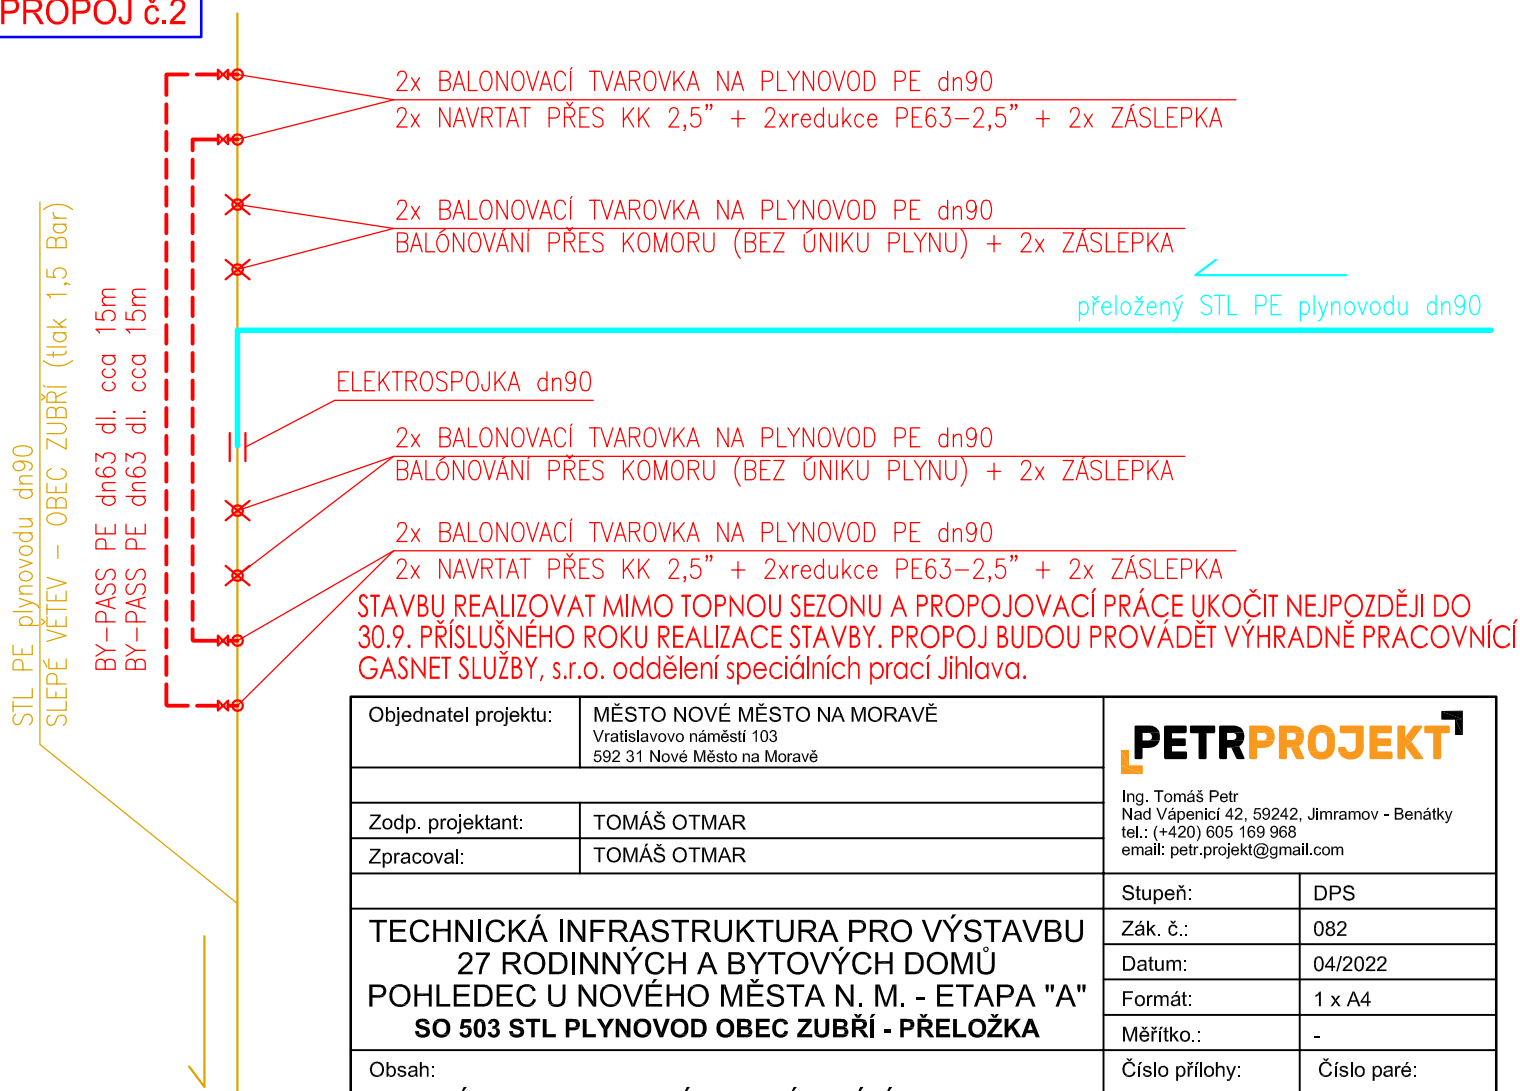 PROPOJ č.2
2x BALONOVACÍ TVAROVKA NA PLYNOVOD PE dn90
2x NAVRTAT PŘES KK 2,5" + 2xredukce PE63-2,5" + 2x ZÁSLEPKA
2x BALONOVACÍ TVAROVKA NA PLYNOVOD PE dn90
BALÓNOVÁNÍ PŘES KOMORU (BEZ ÚNIKU PLYNU) + 2x ZÁSLEPKA
přeložený STL PE plynovodu dn90
ELEKTROSPOJKA dn90
2x BALONOVACÍ TVAROVKA NA PLYNOVOD PE dn90
BALÓNOVÁNÍ PŘES KOMORU (BEZ ÚNIKU PLYNU) + 2x ZÁSLEPKA
2x BALONOVACÍ TVAROVKA NA PLYNOVOD PE dn90
2x NAVRTAT PŘES KK 2,5" + 2xredukce PE63-2,5" + 2x ZÁSLEPKA
STL PE plynovodu dn90
SLEPÉ VĚTEV - OBEC ZUBŘÍ (tlak 1,5 Bar)
BY-PASS PE dn63 dl. cca 15m
BY-PASS PE dn63 dl. cca 15m
STAVBU REALIZOVAT MIMO TOPNOU SEZONU A PROPOJOVACÍ PRÁCE UKOČIT NEJPOZDĚJI DO
30.9. PŘÍSLUŠNÉHO ROKU REALIZACE STAVBY. PROPOJ BUDOU PROVÁDĚT VÝHRADNĚ PRACOVNÍCÍ
GASNET SLUŽBY, s.r.o. oddělení speciálních prací Jihlava.
Objednatel projektu:
MĚSTO NOVÉ MĚSTO NA MORAVĚ
Vratislavovo náměstí 103
592 31 Nové Město na Moravě
PETRPROJEKT
Ing. Tomáš Petr
Nad Vápenicí 42, 59242, Jimramov - Benátky
tel.: (+420) 605 169 968
email: petr.projekt@gmail.com
Zodp. projektant: TOMÁŠ OTMAR
Zpracoval: TOMÁŠ OTMAR
Stupeň: DPS
Zák. č.: 082
Datum: 04/2022
Formát: 1 x A4
Měřítko.: -
TECHNICKÁ INFRASTRUKTURA PRO VÝSTAVBU
27 RODINNÝCH A BYTOVÝCH DOMŮ
POHLEDEC U NOVÉHO MĚSTA N. M. - ETAPA "A"
SO 503 STL PLYNOVOD OBEC ZUBŘÍ - PŘELOŽKA
Obsah:
Číslo přílohy: Číslo paré: